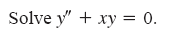 Solve y″ + xy = 0.